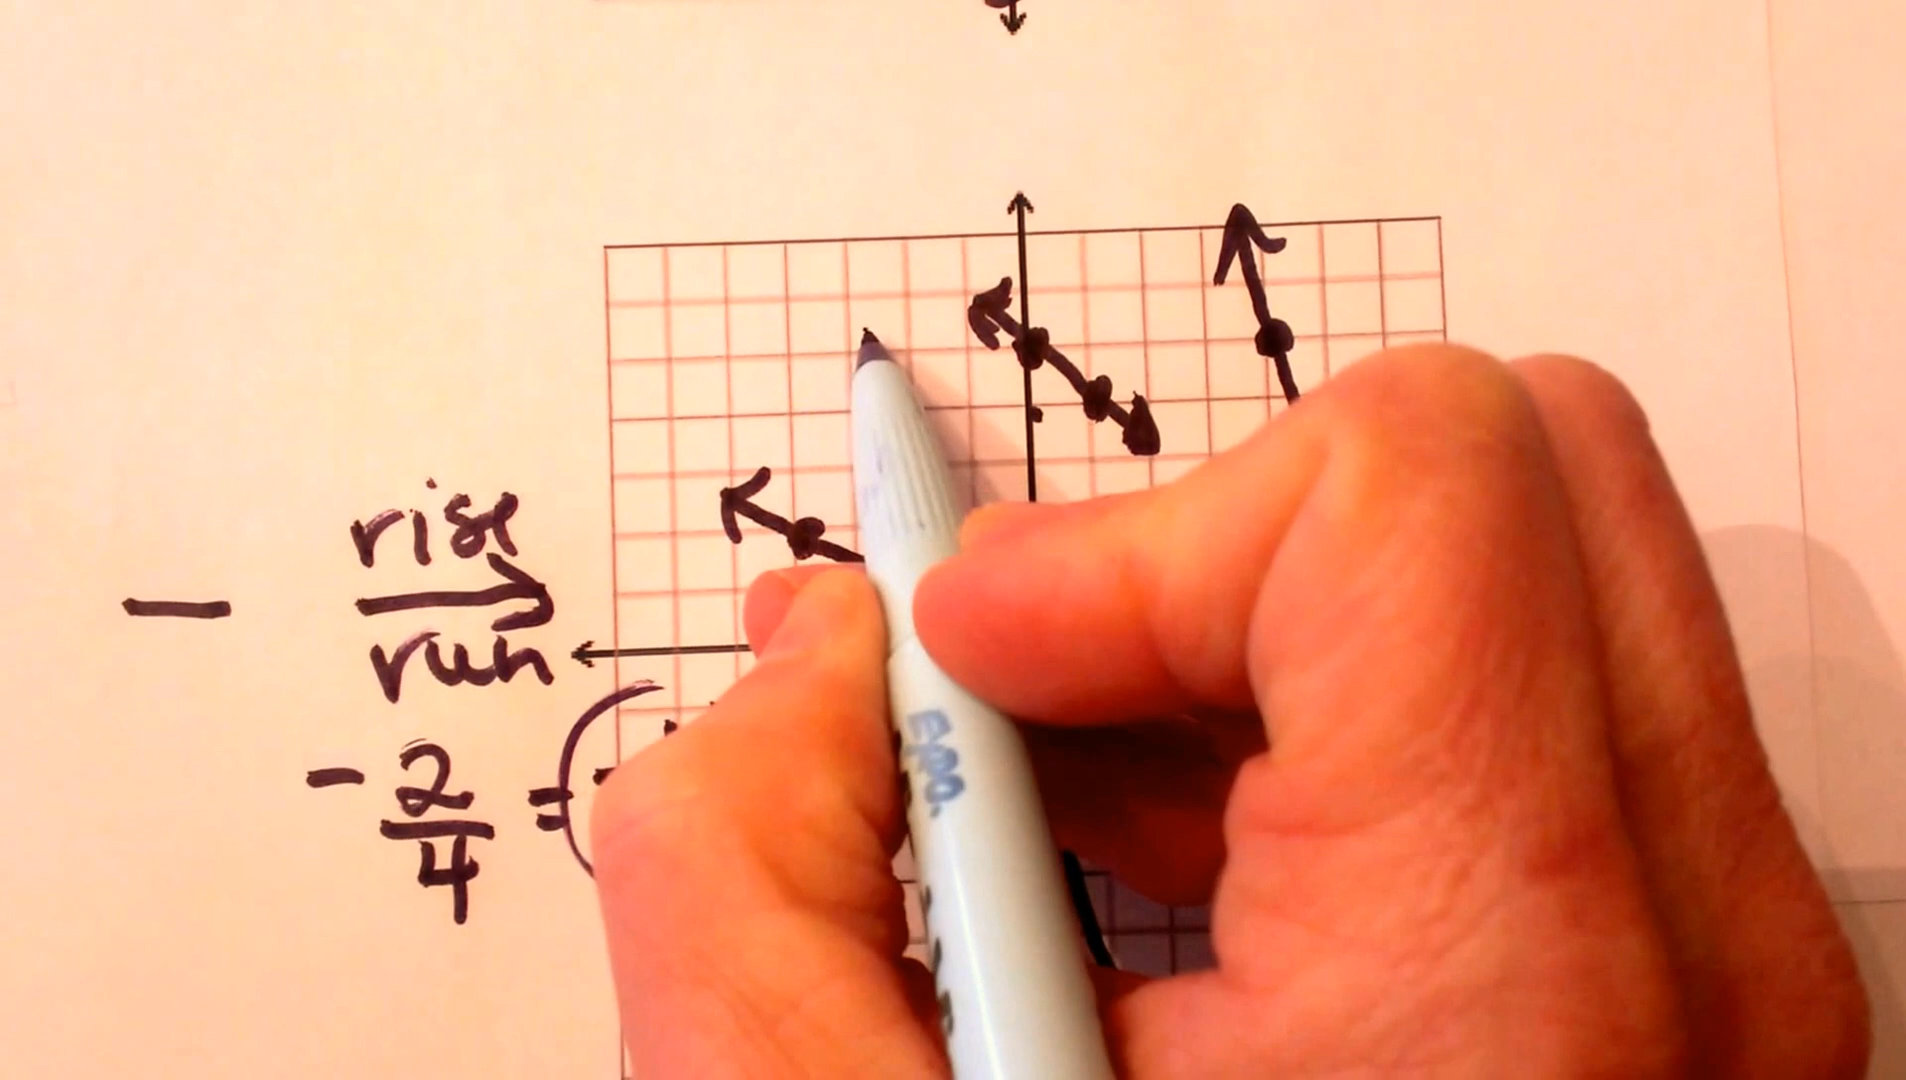 — rise
run
- 2
4 =
Expo.